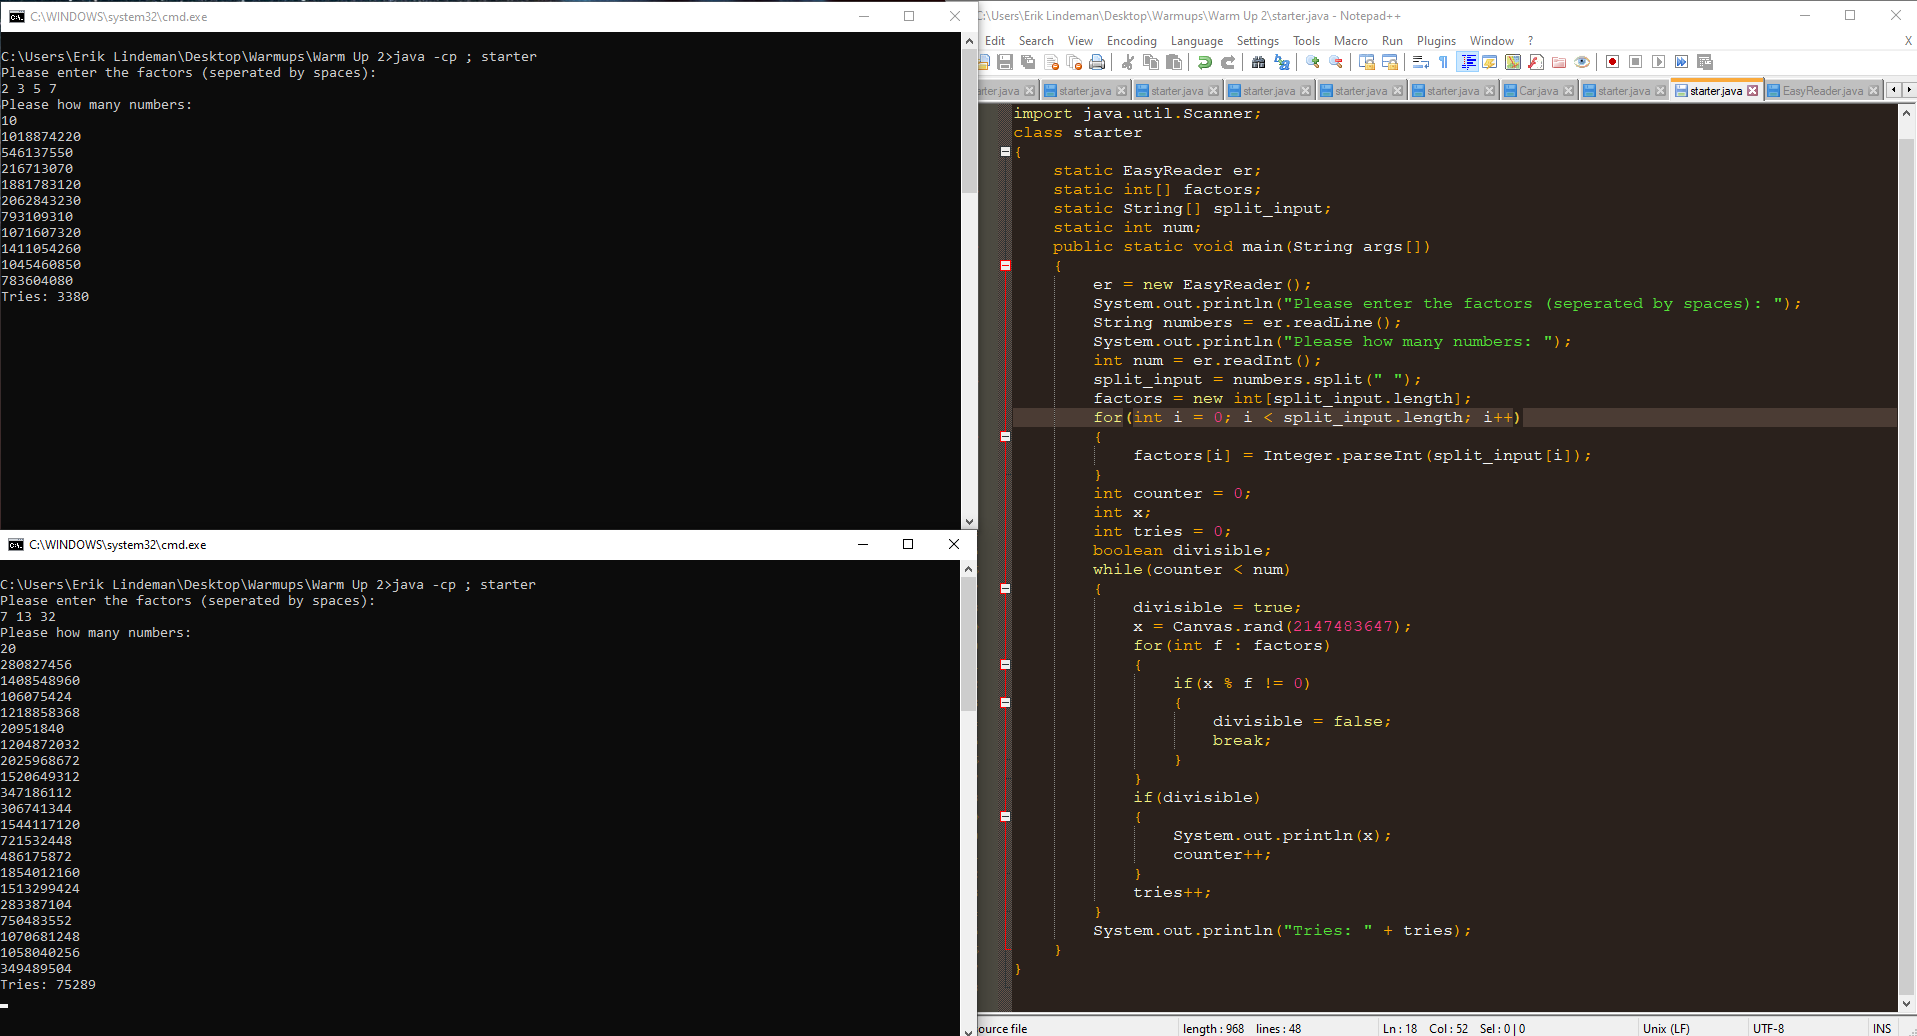 C:\WINDOWS\system32\cmd.exe
C:\Users\Erik Lindeman\Desktop\Warmups\Warm Up 2>java -cp ; starter
Please enter the factors (seperated by spaces):
2 3 5 7
Please how many numbers:
10
1018874220
546137550
216713070
1881783120
2062843230
793109310
1071607320
1411054260
1045460850
783604080
Tries: 3380
C:\WINDOWS\system32\cmd.exe
C:\Users\Erik Lindeman\Desktop\Warmups\Warm Up 2>java -cp ; starter
Please enter the factors (seperated by spaces):
7 13 32
Please how many numbers:
20
280827456
1408548960
106075424
1218858368
20951840
1204872032
2025968672
1520649312
347186112
306741344
1544117120
721532448
486175872
1854012160
1513299424
283387104
750483552
1070681248
1058040256
349489504
Tries: 75289
:\Users\Erik Lindeman\Desktop\Warmups\Warm Up 2\starter.java - Notepad++
Edit Search View Encoding Language Settings Tools Macro Run Plugins Window ? X
rter.java starter.java starter.java starter.java starter.java starter.java Car.java starter.java starter.java EasyReader.java
import java.util.Scanner;
class starter
{
static EasyReader er;
static int[] factors;
static String[] split_input;
static int num;
public static void main(String args[])
{
er = new EasyReader();
System.out.println("Please enter the factors (seperated by spaces): ");
String numbers = er.readLine();
System.out.println("Please how many numbers: ");
int num = er.readInt();
split_input = numbers.split(" ");
factors = new int[split_input.length];
for(int i = 0; i < split_input.length; i++)
{
factors[i] = Integer.parseInt(split_input[i]);
}
int counter = 0;
int x;
int tries = 0;
boolean divisible;
while(counter < num)
{
divisible = true;
x = Canvas.rand(2147483647);
for(int f : factors)
{
if(x % f != 0)
{
divisible = false;
break;
}
}
if(divisible)
{
System.out.println(x);
counter++;
}
tries++;
}
System.out.println("Tries: " + tries);
}
}
ource file length : 968 lines : 48 Ln : 18 Col : 52 Sel : 0 | 0 Unix (LF) UTF-8 INS